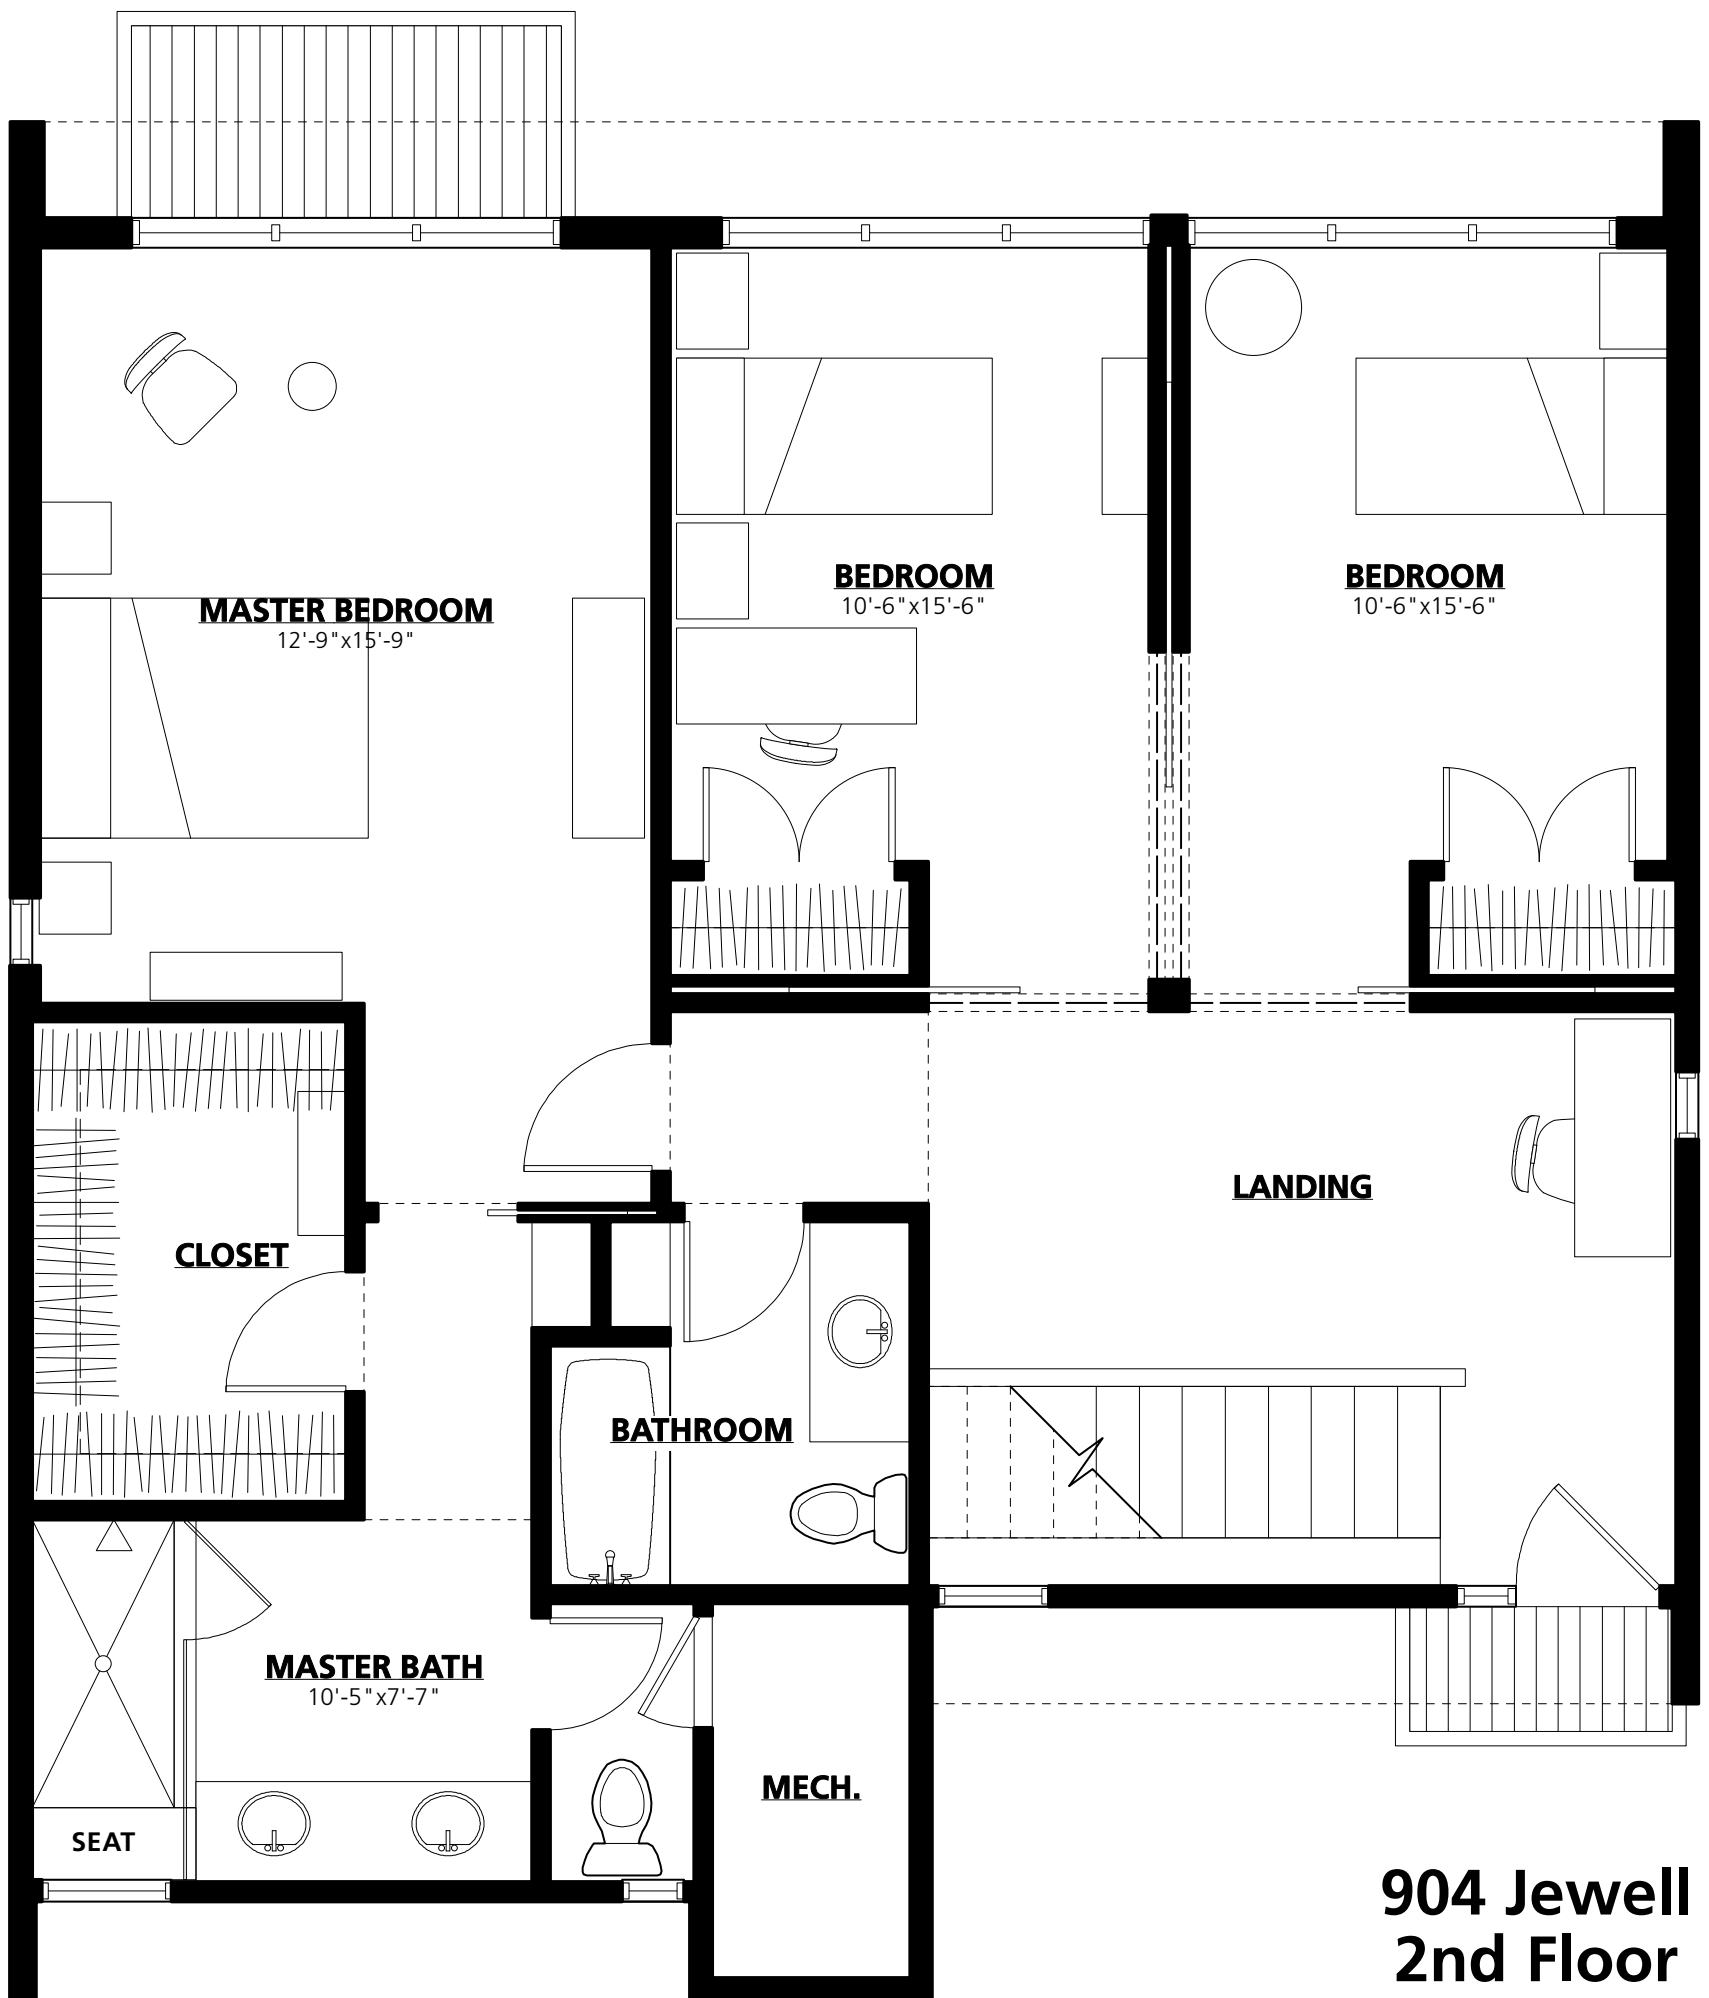 BEDROOM
10'-6"x15'-6"
BEDROOM
10'-6"x15'-6"
MASTER BEDROOM
12'-9"x15'-9"
LANDING
CLOSET
BATHROOM
MASTER BATH
10'-5"x7'-7"
MECH.
SEAT
904 Jewell
2nd Floor